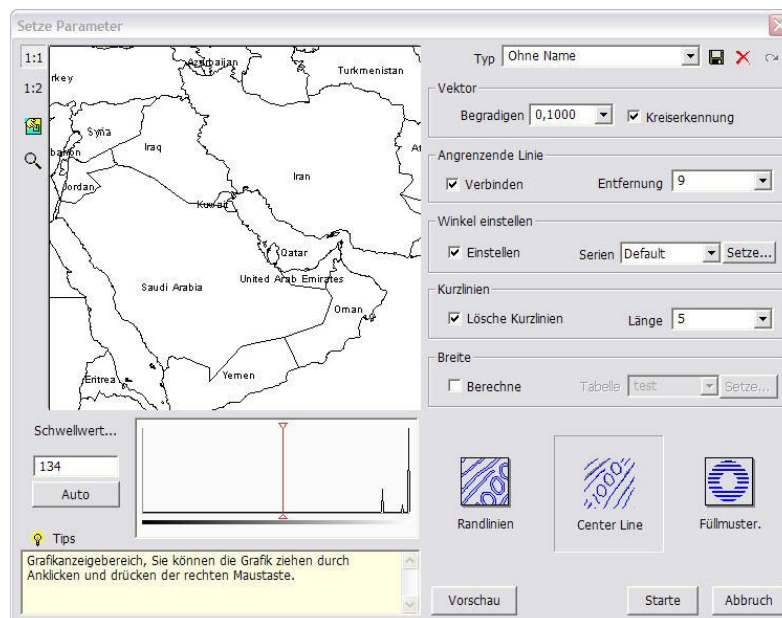 Setze Parameter
1:1
1:2
rkey
Azerbaijan
Turkmenistan
Syria
banon
Iraq
Iran
Af
Jordan
Kuwait
Qatar
Saudi Arabia
United Arab Emirates
Oman
Eritrea
Yemen
Typ Ohne Name
Vektor
Begradigen 0,1000 Kreiserkennung
Angrenzende Linie
Verbinden Entfernung 9
Winkel einstellen
Einstellen Serien Default Setze...
Kurzlinien
Lösche Kurzlinien Länge 5
Breite
Berechne Tabelle test Setze...
Schwellwert...
134
Auto
Randlinien
Center Line
Füllmuster.
Tips
Grafikanzeigebereich, Sie können die Grafik ziehen durch
Anklicken und drücken der rechten Maustaste.
Vorschau
Starte
Abbruch